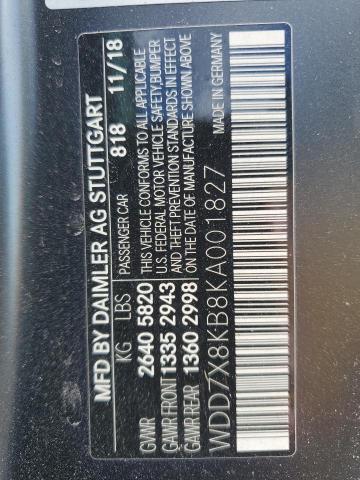 MFD BY DAIMLER AG STUTTGART
818 11/18
KG LBS PASSENGER CAR
GVWR 2640 5820 THIS VEHICLE CONFORMS TO ALL APPLICABLE
GAWR FRONT 1335 2943 U.S. FEDERAL MOTOR VEHICLE SAFETY,BUMPER
GAWR REAR 1360 2998 AND THEFT PREVENTION STANDARDS IN EFFECT
ON THE DATE OF MANUFACTURE SHOWN ABOVE
WDDZX8KB8KA001827 MADE IN GERMANY